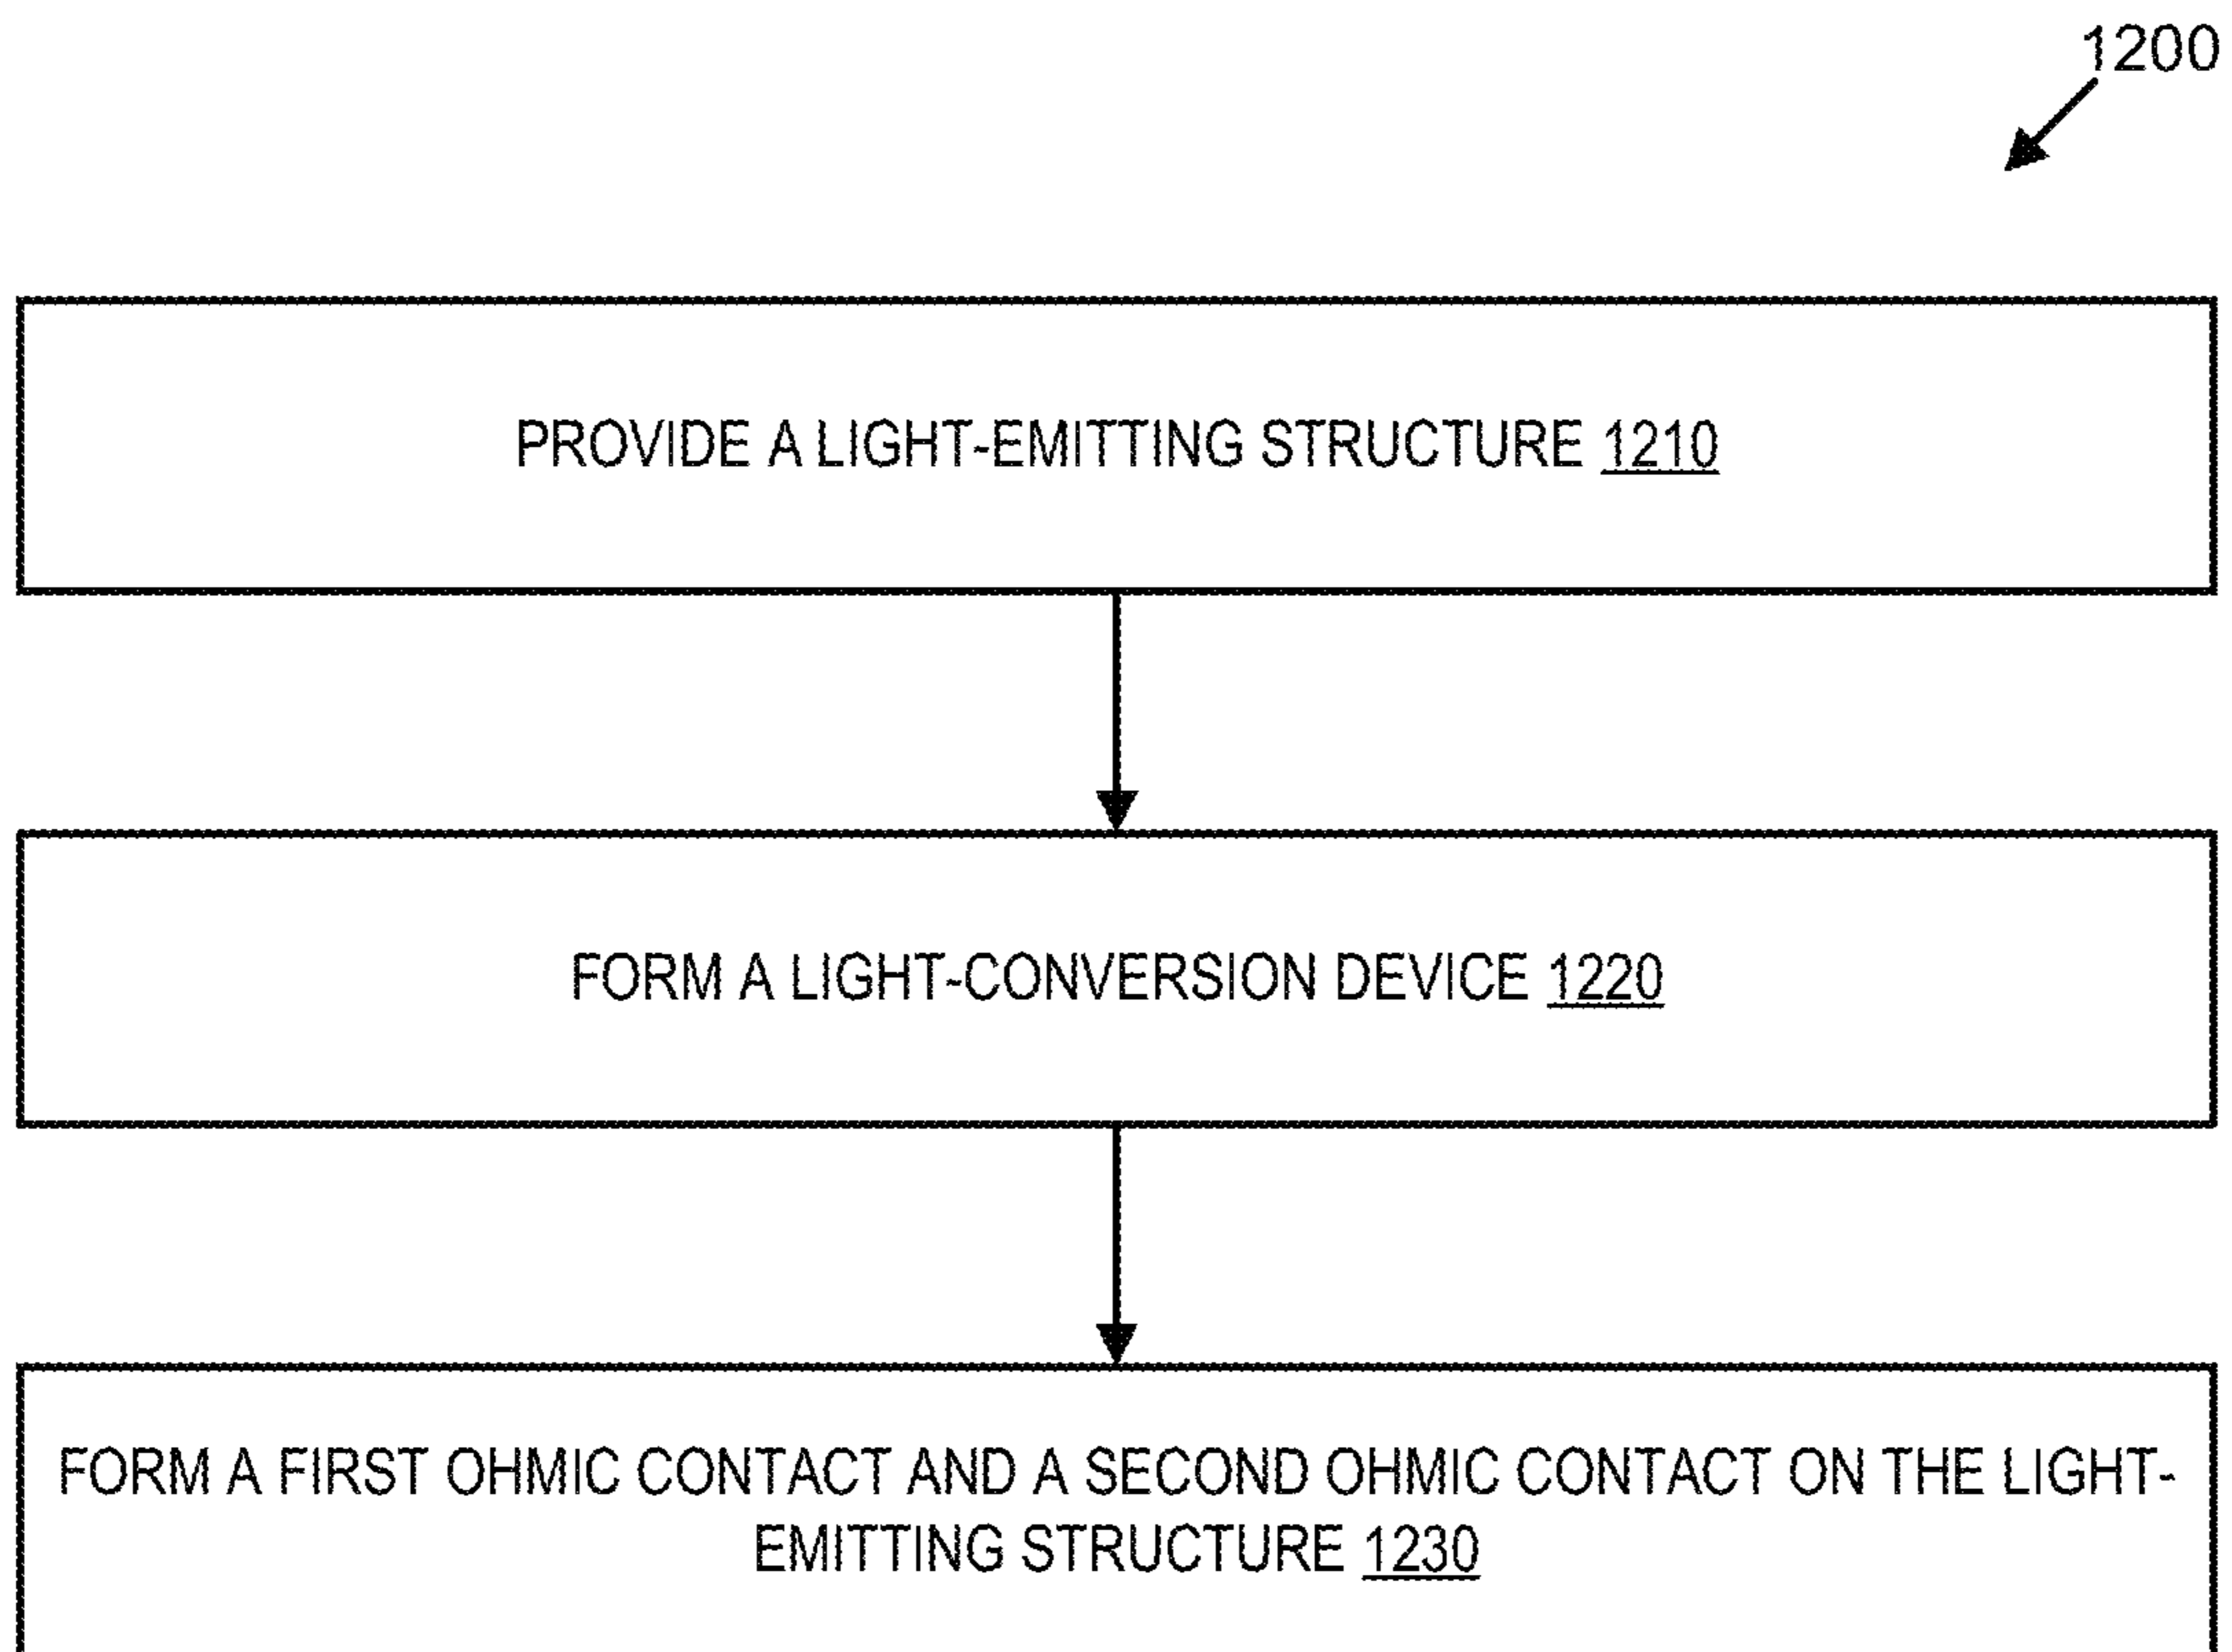 1200
PROVIDE A LIGHT-EMITTING STRUCTURE 1210
FORM A LIGHT-CONVERSION DEVICE 1220
FORM A FIRST OHMIC CONTACT AND A SECOND OHMIC CONTACT ON THE LIGHT-
EMITTING STRUCTURE 1230